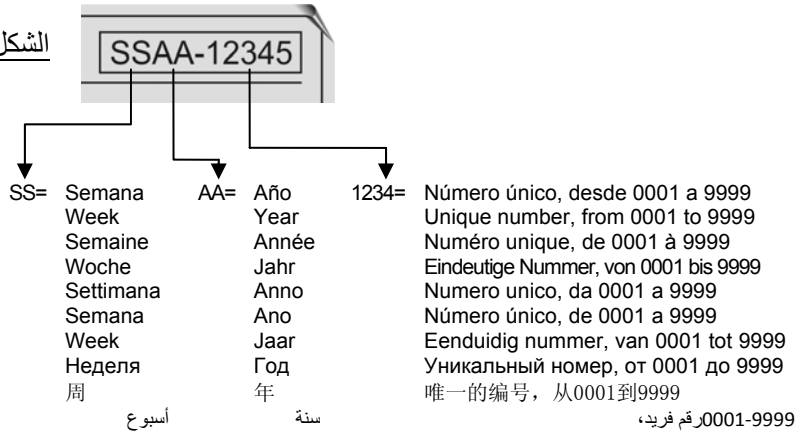 الشكل
SSAA-12345
SS= Semana AA= Año 1234= Número único, desde 0001 a 9999
Week Year Unique number, from 0001 to 9999
Semaine Année Numéro unique, de 0001 à 9999
Woche Jahr Eindeutige Nummer, von 0001 bis 9999
Settimana Anno Numero unico, da 0001 a 9999
Semana Ano Número único, de 0001 a 9999
Week Jaar Eenduidig nummer, van 0001 tot 9999
Неделя Год Уникальный номер, от 0001 до 9999
周 年 唯一的编号，从0001到9999
أسبوع سنة رقم فريد، 0001-9999